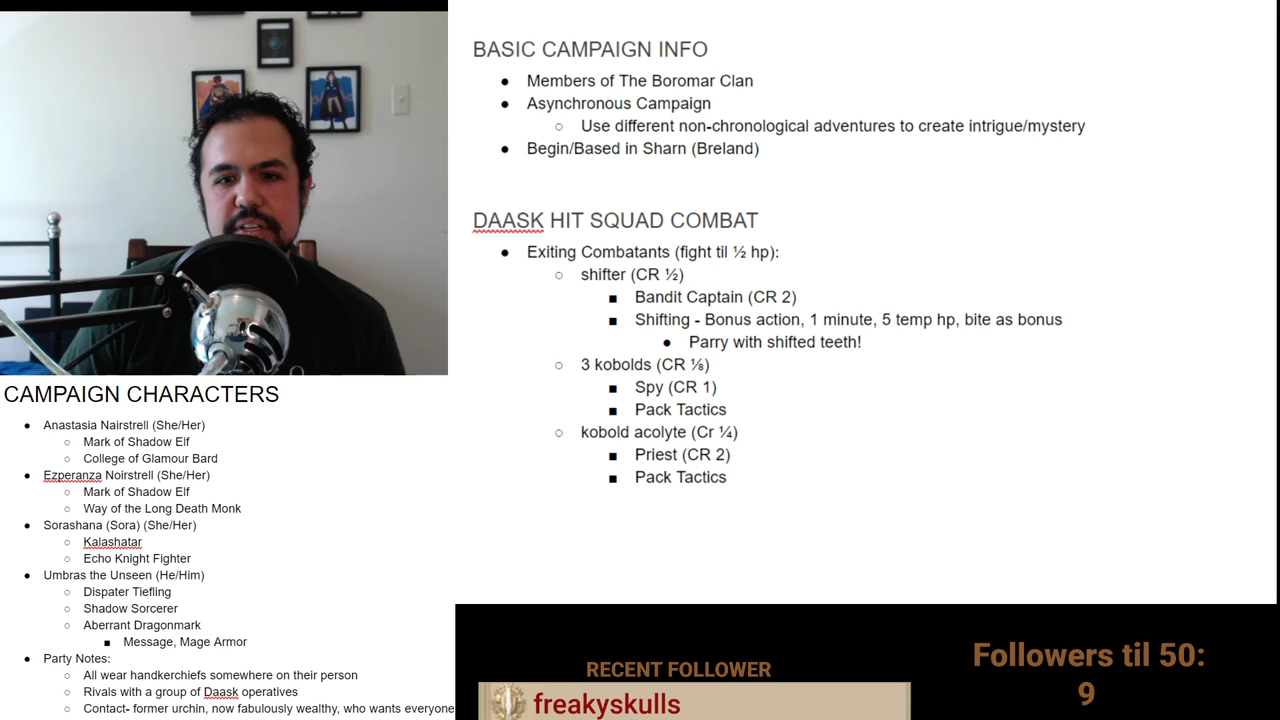 BASIC CAMPAIGN INFO
● Members of The Boromar Clan
● Asynchronous Campaign
○ Use different non-chronological adventures to create intrigue/mystery
● Begin/Based in Sharn (Breland)
DAASK HIT SQUAD COMBAT
● Exiting Combatants (fight til ½ hp):
○ shifter (CR ½)
■ Bandit Captain (CR 2)
■ Shifting - Bonus action, 1 minute, 5 temp hp, bite as bonus
● Parry with shifted teeth!
○ 3 kobolds (CR ⅛)
■ Spy (CR 1)
■ Pack Tactics
○ kobold acolyte (Cr ¼)
■ Priest (CR 2)
■ Pack Tactics
CAMPAIGN CHARACTERS
● Anastasia Nairstrell (She/Her)
○ Mark of Shadow Elf
○ College of Glamour Bard
● Ezperanza Noirstrell (She/Her)
○ Mark of Shadow Elf
○ Way of the Long Death Monk
● Sorashana (Sora) (She/Her)
○ Kalashatar
○ Echo Knight Fighter
● Umbras the Unseen (He/Him)
○ Dispater Tiefling
○ Shadow Sorcerer
○ Aberrant Dragonmark
■ Message, Mage Armor
● Party Notes:
○ All wear handkerchiefs somewhere on their person
○ Rivals with a group of Daask operatives
○ Contact- former urchin, now fabulously wealthy, who wants everyone
RECENT FOLLOWER
freakyskulls
Followers til 50:
9